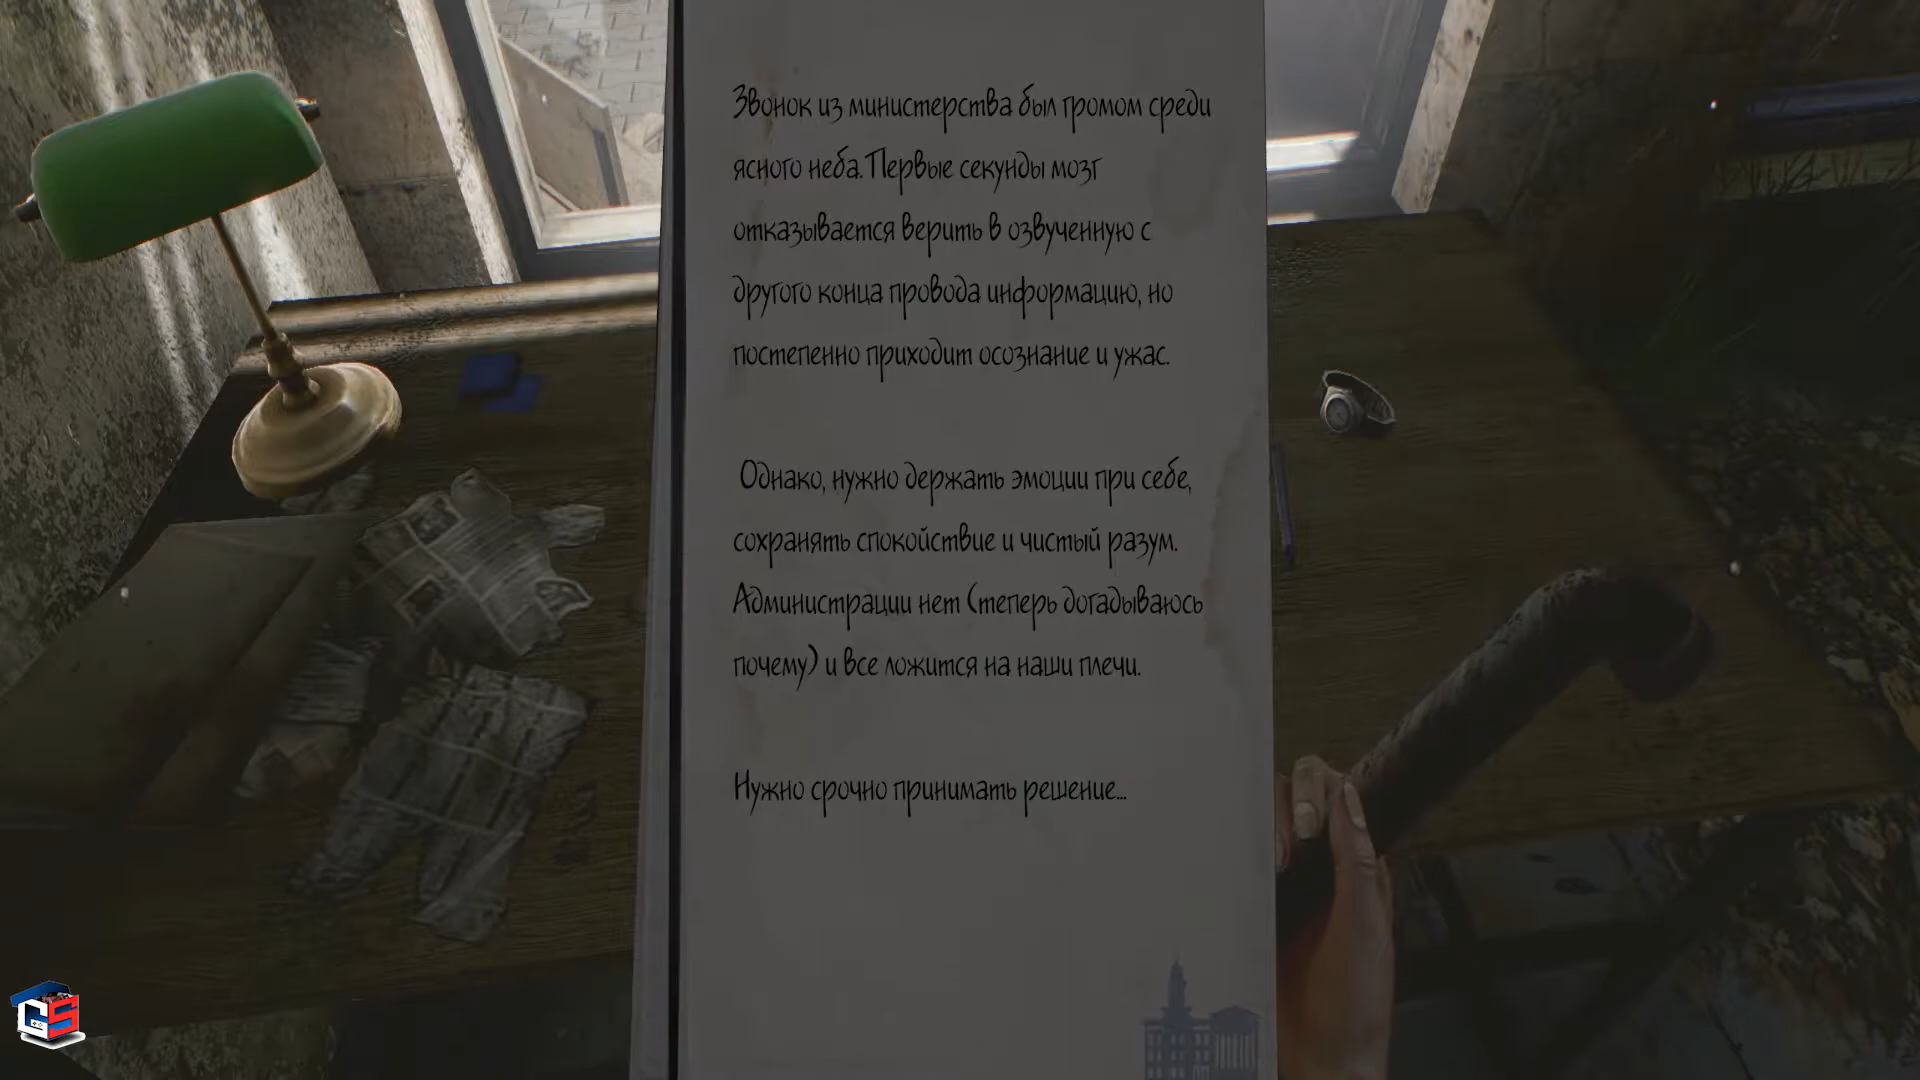 Звонок из министерства был громом среди
ясного неба. Первые секунды мозг
отказывается верить в озвученную с
другого конца провода информацию, но
постепенно приходит осознание и ужас.
Однако, нужно держать эмоции при себе,
сохранять спокойствие и чистый разум.
Администрации нет (теперь догадываюсь
почему) и все ложится на наши плечи.
Нужно срочно принимать решение...
GS